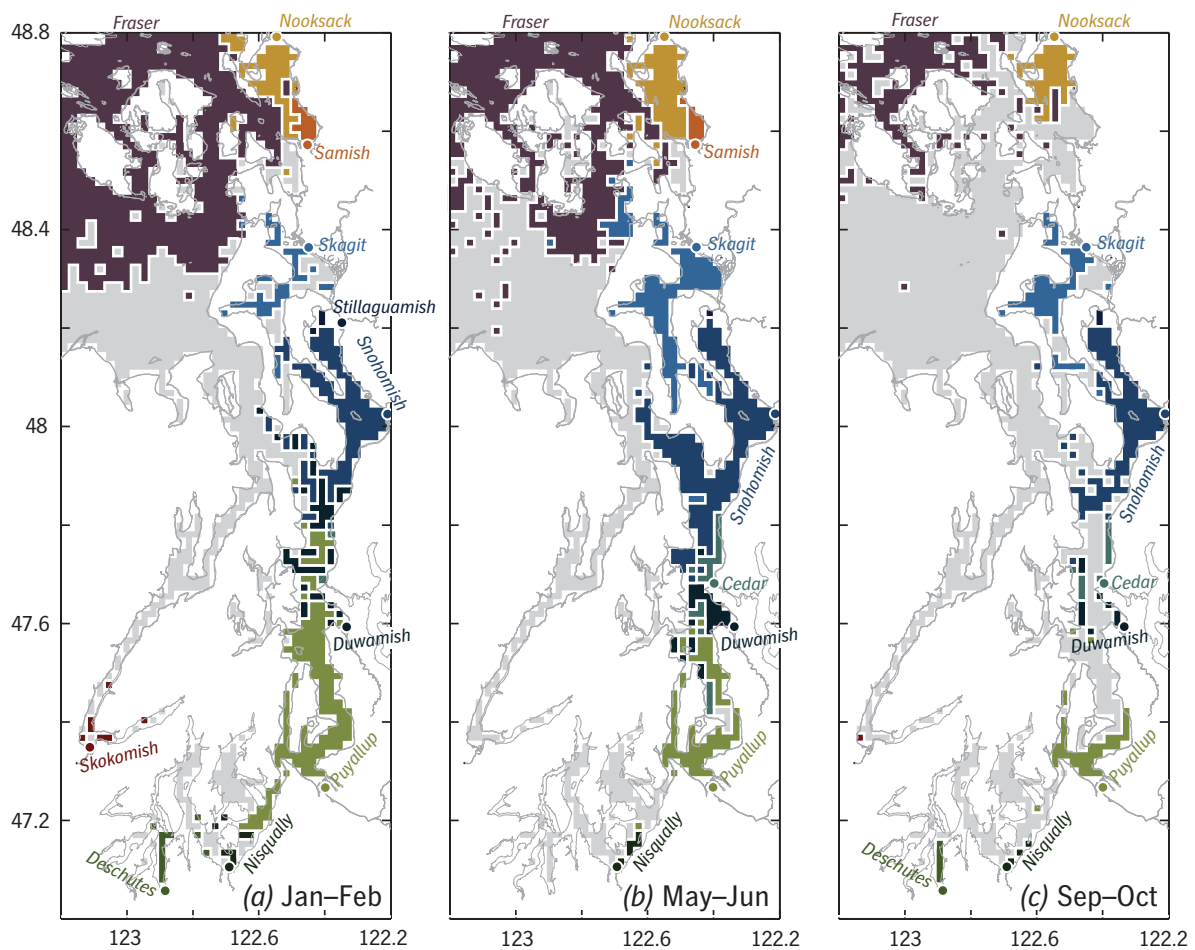 Fraser
Nooksack
Fraser
Nooksack
Nooksack
48.8
48.4
48
47.6
47.2
Samish
Skagit
Stillaguamish
Snohomish
Duwamish
Skokomish
Puyallup
Nisqually
Deschutes
(a) Jan–Feb
Samish
Skagit
Snohomish
Cedar
Duwamish
Puyallup
Nisqually
(b) May–Jun
Skagit
Snohomish
Cedar
Duwamish
Puyallup
Nisqually
Deschutes
(c) Sep–Oct
123
122.6
122.2
123
122.6
122.2
123
122.6
122.2